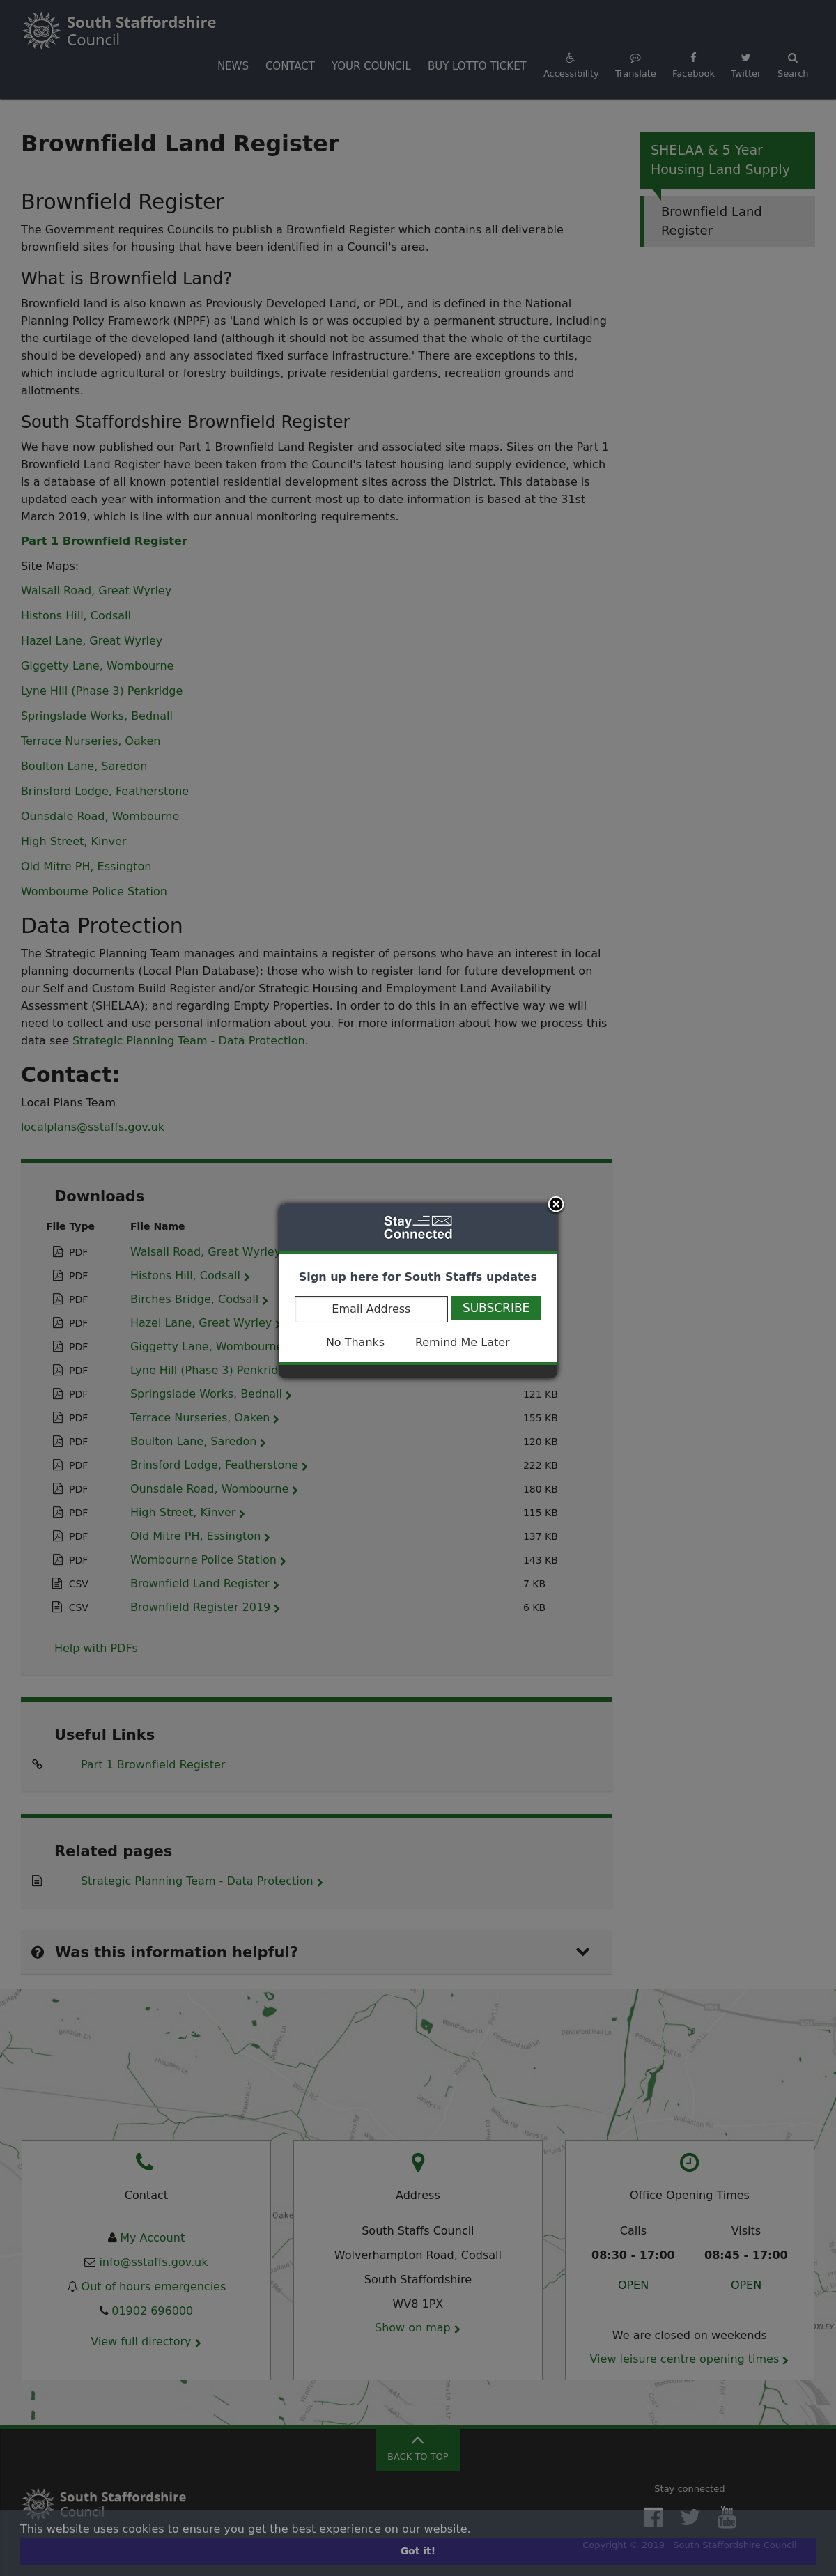 South Staffordshire
Council
NEWS CONTACT YOUR COUNCIL BUY LOTTO TICKET Accessibility Translate Facebook Twitter Search
Brownfield Land Register
SHELAA & 5 Year
Housing Land Supply
Brownfield Land
Register
Brownfield Register
The Government requires Councils to publish a Brownfield Register which contains all deliverable
brownfield sites for housing that have been identified in a Council's area.
What is Brownfield Land?
Brownfield land is also known as Previously Developed Land, or PDL, and is defined in the National
Planning Policy Framework (NPPF) as 'Land which is or was occupied by a permanent structure, including
the curtilage of the developed land (although it should not be assumed that the whole of the curtilage
should be developed) and any associated fixed surface infrastructure.' There are exceptions to this,
which include agricultural or forestry buildings, private residential gardens, recreation grounds and
allotments.
South Staffordshire Brownfield Register
We have now published our Part 1 Brownfield Land Register and associated site maps. Sites on the Part 1
Brownfield Land Register have been taken from the Council's latest housing land supply evidence, which
is a database of all known potential residential development sites across the District. This database is
updated each year with information and the current most up to date information is based at the 31st
March 2019, which is line with our annual monitoring requirements.
Part 1 Brownfield Register
Site Maps:
Walsall Road, Great Wyrley
Histons Hill, Codsall
Hazel Lane, Great Wyrley
Giggetty Lane, Wombourne
Lyne Hill (Phase 3) Penkridge
Springslade Works, Bednall
Terrace Nurseries, Oaken
Boulton Lane, Saredon
Brinsford Lodge, Featherstone
Ounsdale Road, Wombourne
High Street, Kinver
Old Mitre PH, Essington
Wombourne Police Station
Data Protection
The Strategic Planning Team manages and maintains a register of persons who have an interest in local
planning documents (Local Plan Database); those who wish to register land for future development on
our Self and Custom Build Register and/or Strategic Housing and Employment Land Availability
Assessment (SHELAA); and regarding Empty Properties. In order to do this in an effective way we will
need to collect and use personal information about you. For more information about how we process this
data see Strategic Planning Team - Data Protection.
Contact:
Local Plans Team
localplans@sstaffs.gov.uk
Downloads
File Type File Name
PDF Walsall Road, Great Wyrley
PDF Histons Hill, Codsall
PDF Birches Bridge, Codsall
PDF Hazel Lane, Great Wyrley
PDF Giggetty Lane, Wombourne
PDF Lyne Hill (Phase 3) Penkrid
PDF Springslade Works, Bednall 121 KB
PDF Terrace Nurseries, Oaken 155 KB
PDF Boulton Lane, Saredon 120 KB
PDF Brinsford Lodge, Featherstone 222 KB
PDF Ounsdale Road, Wombourne 180 KB
PDF High Street, Kinver 115 KB
PDF Old Mitre PH, Essington 137 KB
PDF Wombourne Police Station 143 KB
CSV Brownfield Land Register 7 KB
CSV Brownfield Register 2019 6 KB
Help with PDFs
Stay
Connected
Sign up here for South Staffs updates
Email Address SUBSCRIBE
No Thanks Remind Me Later
Useful Links
Part 1 Brownfield Register
Related pages
Strategic Planning Team - Data Protection
Was this information helpful?
Contact
My Account
info@sstaffs.gov.uk
Out of hours emergencies
01902 696000
View full directory
Address
South Staffs Council
Wolverhampton Road, Codsall
South Staffordshire
WV8 1PX
Show on map
Office Opening Times
Calls Visits
08:30 - 17:00 08:45 - 17:00
OPEN OPEN
We are closed on weekends
View leisure centre opening times
BACK TO TOP
South Staffordshire
Council
Stay connected
This website uses cookies to ensure you get the best experience on our website.
Copyright © 2019 South Staffordshire Council
Got it!